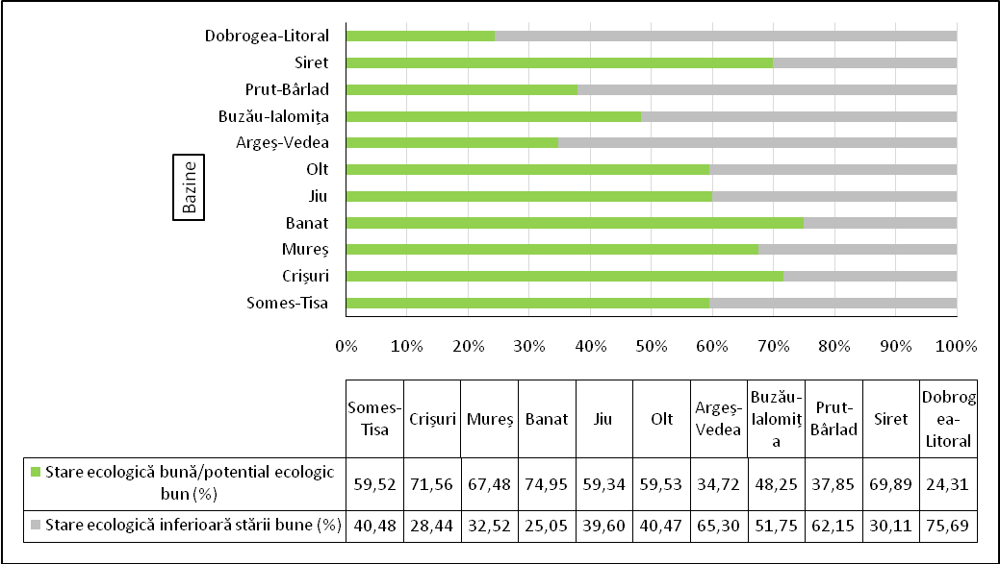 Dobrogea-Litoral
Siret
Prut-Bârlad
Buzău-Ialomița
Argeș-Vedea
Olt
Jiu
Banat
Mureș
Crișuri
Somes-Tisa
Bazine
0% 10% 20% 30% 40% 50% 60% 70% 80% 90% 100%
Somes-
Tisa
Crișuri
Mureș
Banat
Jiu
Olt
Argeș-
Vedea
Buzău-
Ialomiț
a
Prut-
Bârlad
Siret
Dobrog
ea-
Litoral
Stare ecologică bună/potential ecologic
bun (%)
59,52 71,56 67,48 74,95 59,34 59,53 34,72 48,25 37,85 69,89 24,31
Stare ecologică inferioară stării bune (%) 40,48 28,44 32,52 25,05 39,60 40,47 65,30 51,75 62,15 30,11 75,69